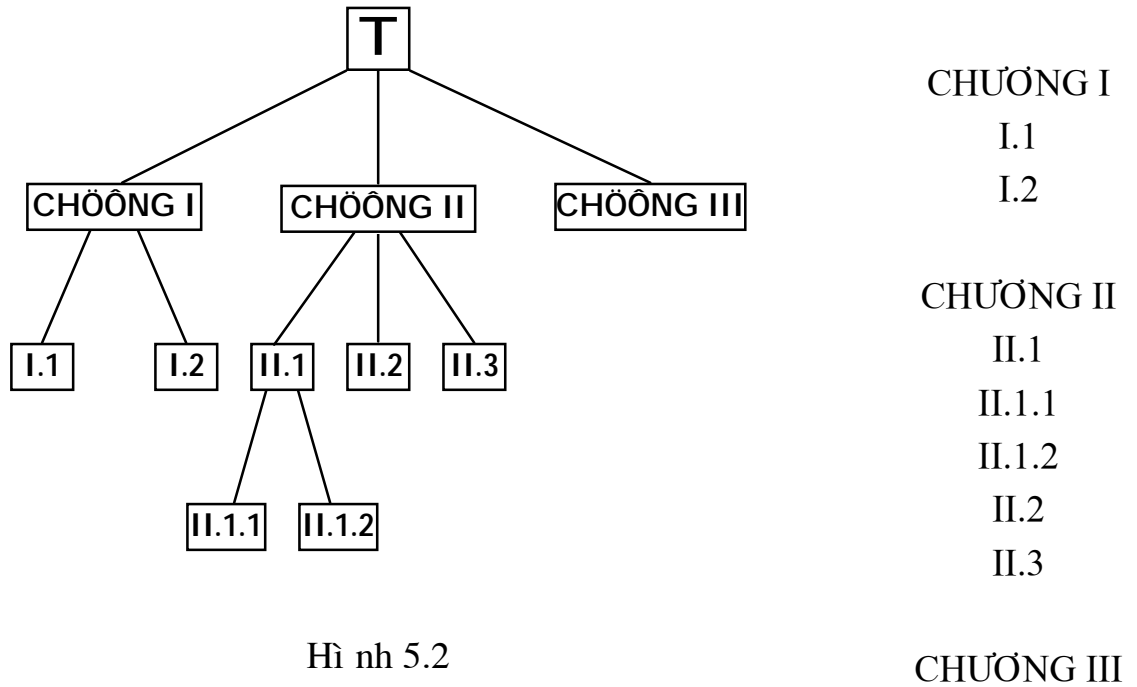 T
CHÖÔNG I
CHÖÔNG II
CHÖÔNG III
I.1
I.2
II.1
II.2
II.3
II.1.1
II.1.2
Hì nh 5.2
CHƯƠNG I
I.1
I.2
CHƯƠNG II
II.1
II.1.1
II.1.2
II.2
II.3
CHƯƠNG III